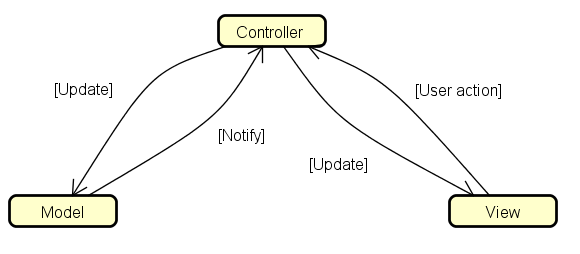 Controller
[Update]
[User action]
[Notify]
[Update]
Model
View